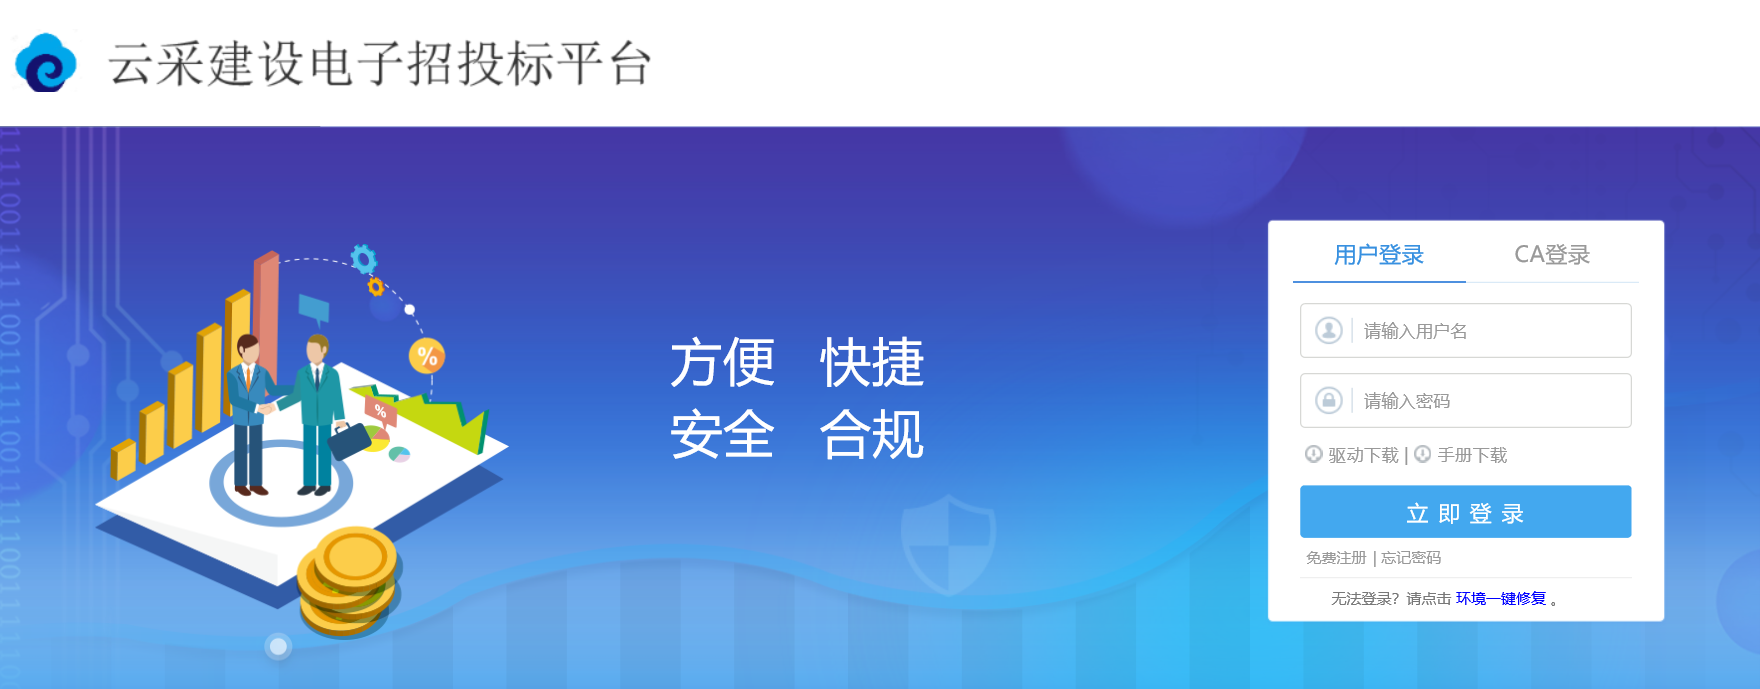 云采建设电子招投标平台
方便 快捷
安全 合规
用户登录 CA登录
请输入用户名
请输入密码
驱动下载 | 手册下载
立即登录
免费注册 | 忘记密码
无法登录？请点击 环境一键修复 。
%
%